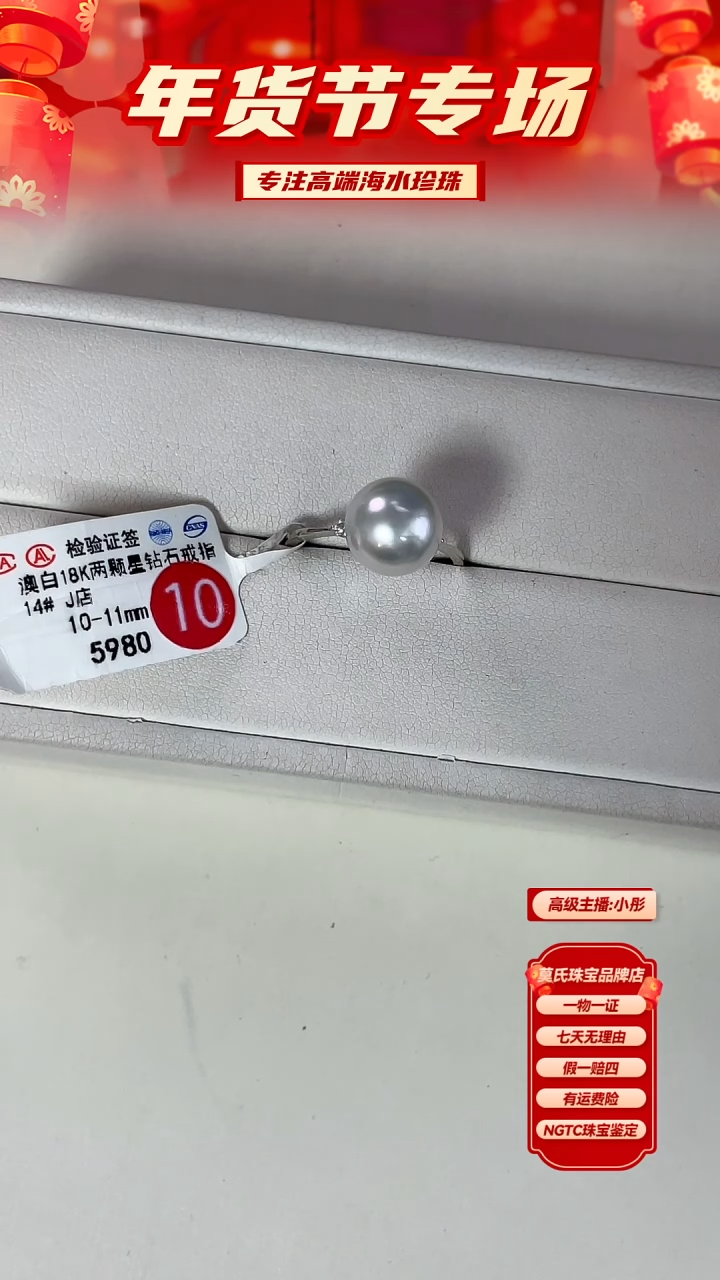 年货节专场
专注高端海水珍珠
检验证签
澳白18K两颗星钻石戒指
14# J店
10-11mm
10
5980
高级主播:小彤
莫氏珠宝品牌店
一物一证
七天无理由
假一赔四
有运费险
NGTC珠宝鉴定